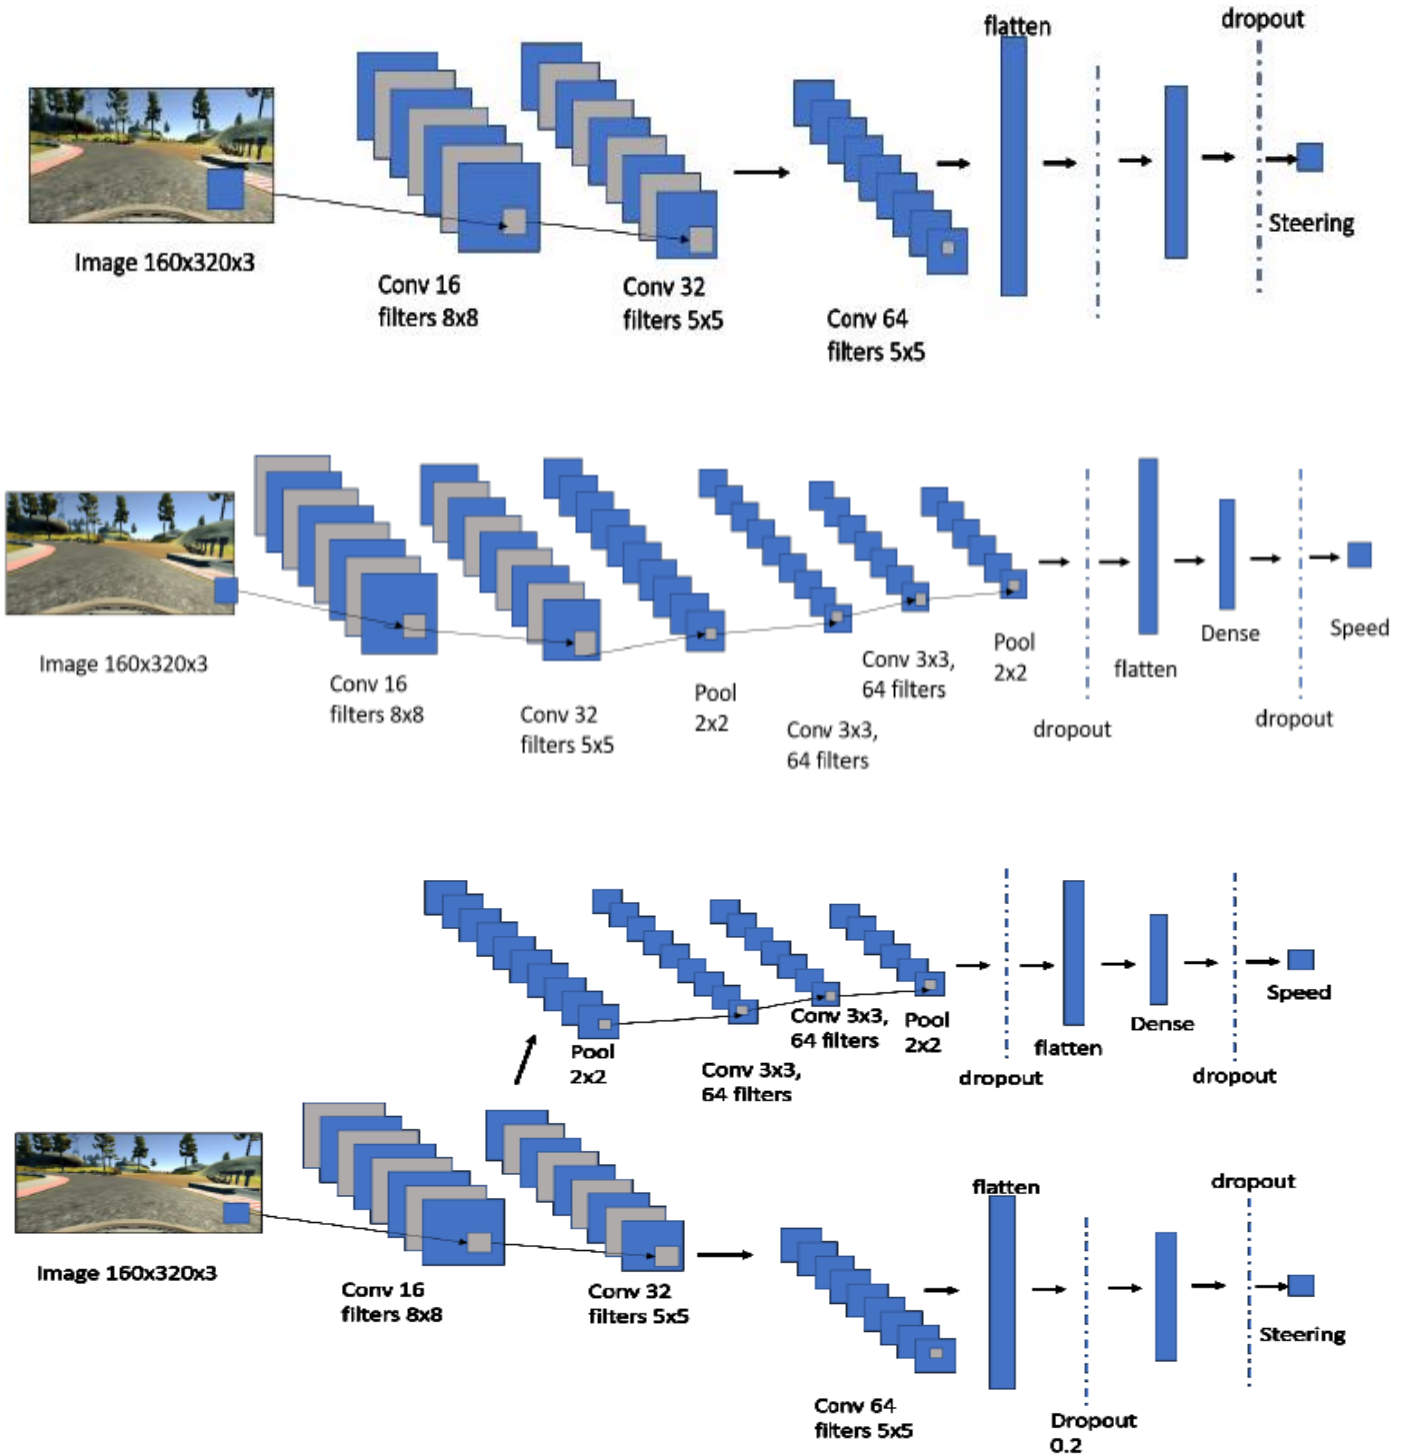 flatten
dropout
Image 160x320x3
Conv 16
filters 8x8
Conv 32
filters 5x5
Conv 64
filters 5x5
Steering
Image 160x320x3
Conv 16
filters 8x8
Conv 32
filters 5x5
Pool
2x2
Conv 3x3,
64 filters
Conv 3x3,
64 filters
Pool
2x2
dropout
flatten
Dense
dropout
Speed
Pool
2x2
Conv 3x3,
64 filters
Conv 3x3,
64 filters
Pool
2x2
dropout
flatten
Dense
dropout
Speed
Image 160x320x3
Conv 16
filters 8x8
Conv 32
filters 5x5
Conv 64
filters 5x5
flatten
Dropout
0.2
dropout
Steering